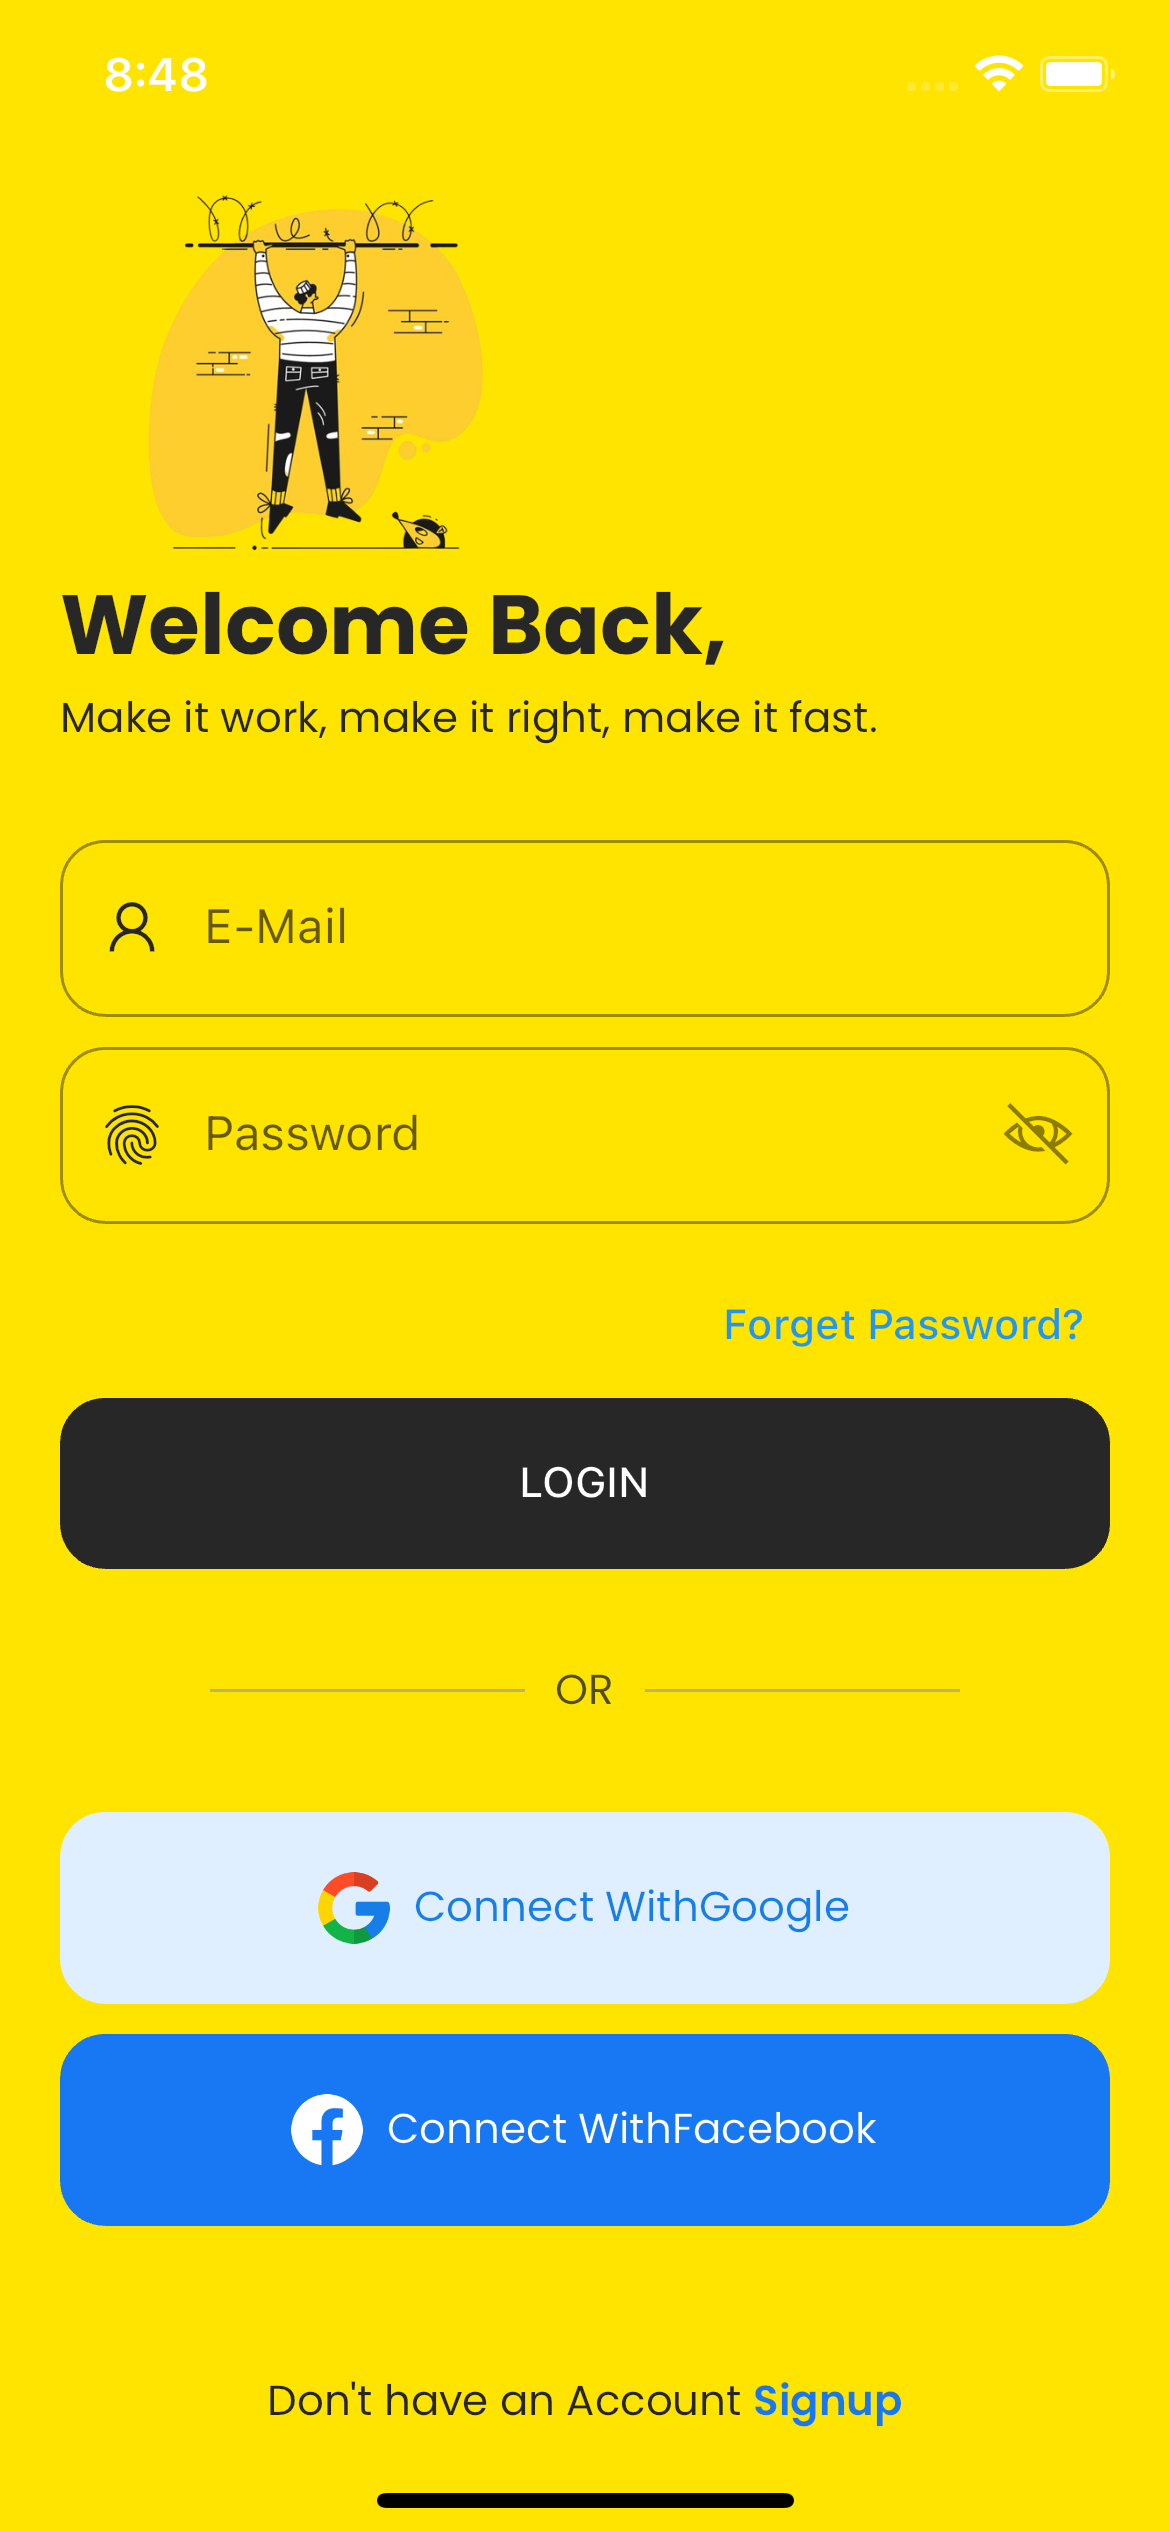 8:48
Welcome Back,
Make it work, make it right, make it fast.
E-Mail
Password
Forget Password?
LOGIN
OR
Connect WithGoogle
Connect WithFacebook
Don't have an Account Signup